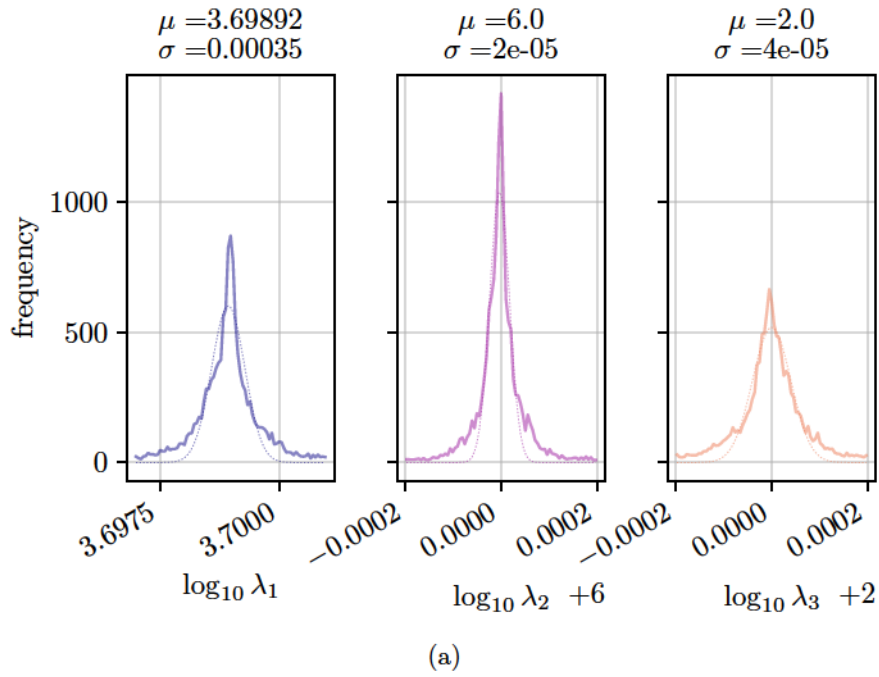 μ =3.69892
σ =0.00035
μ =6.0
σ =2e-05
μ =2.0
σ =4e-05
frequency
1000
500
0
3.6975
3.7000
−0.0002
0.0000
0.0002
−0.0002
0.0000
0.0002
log₁₀ λ₁
log₁₀ λ₂ +6
log₁₀ λ₃ +2
(a)